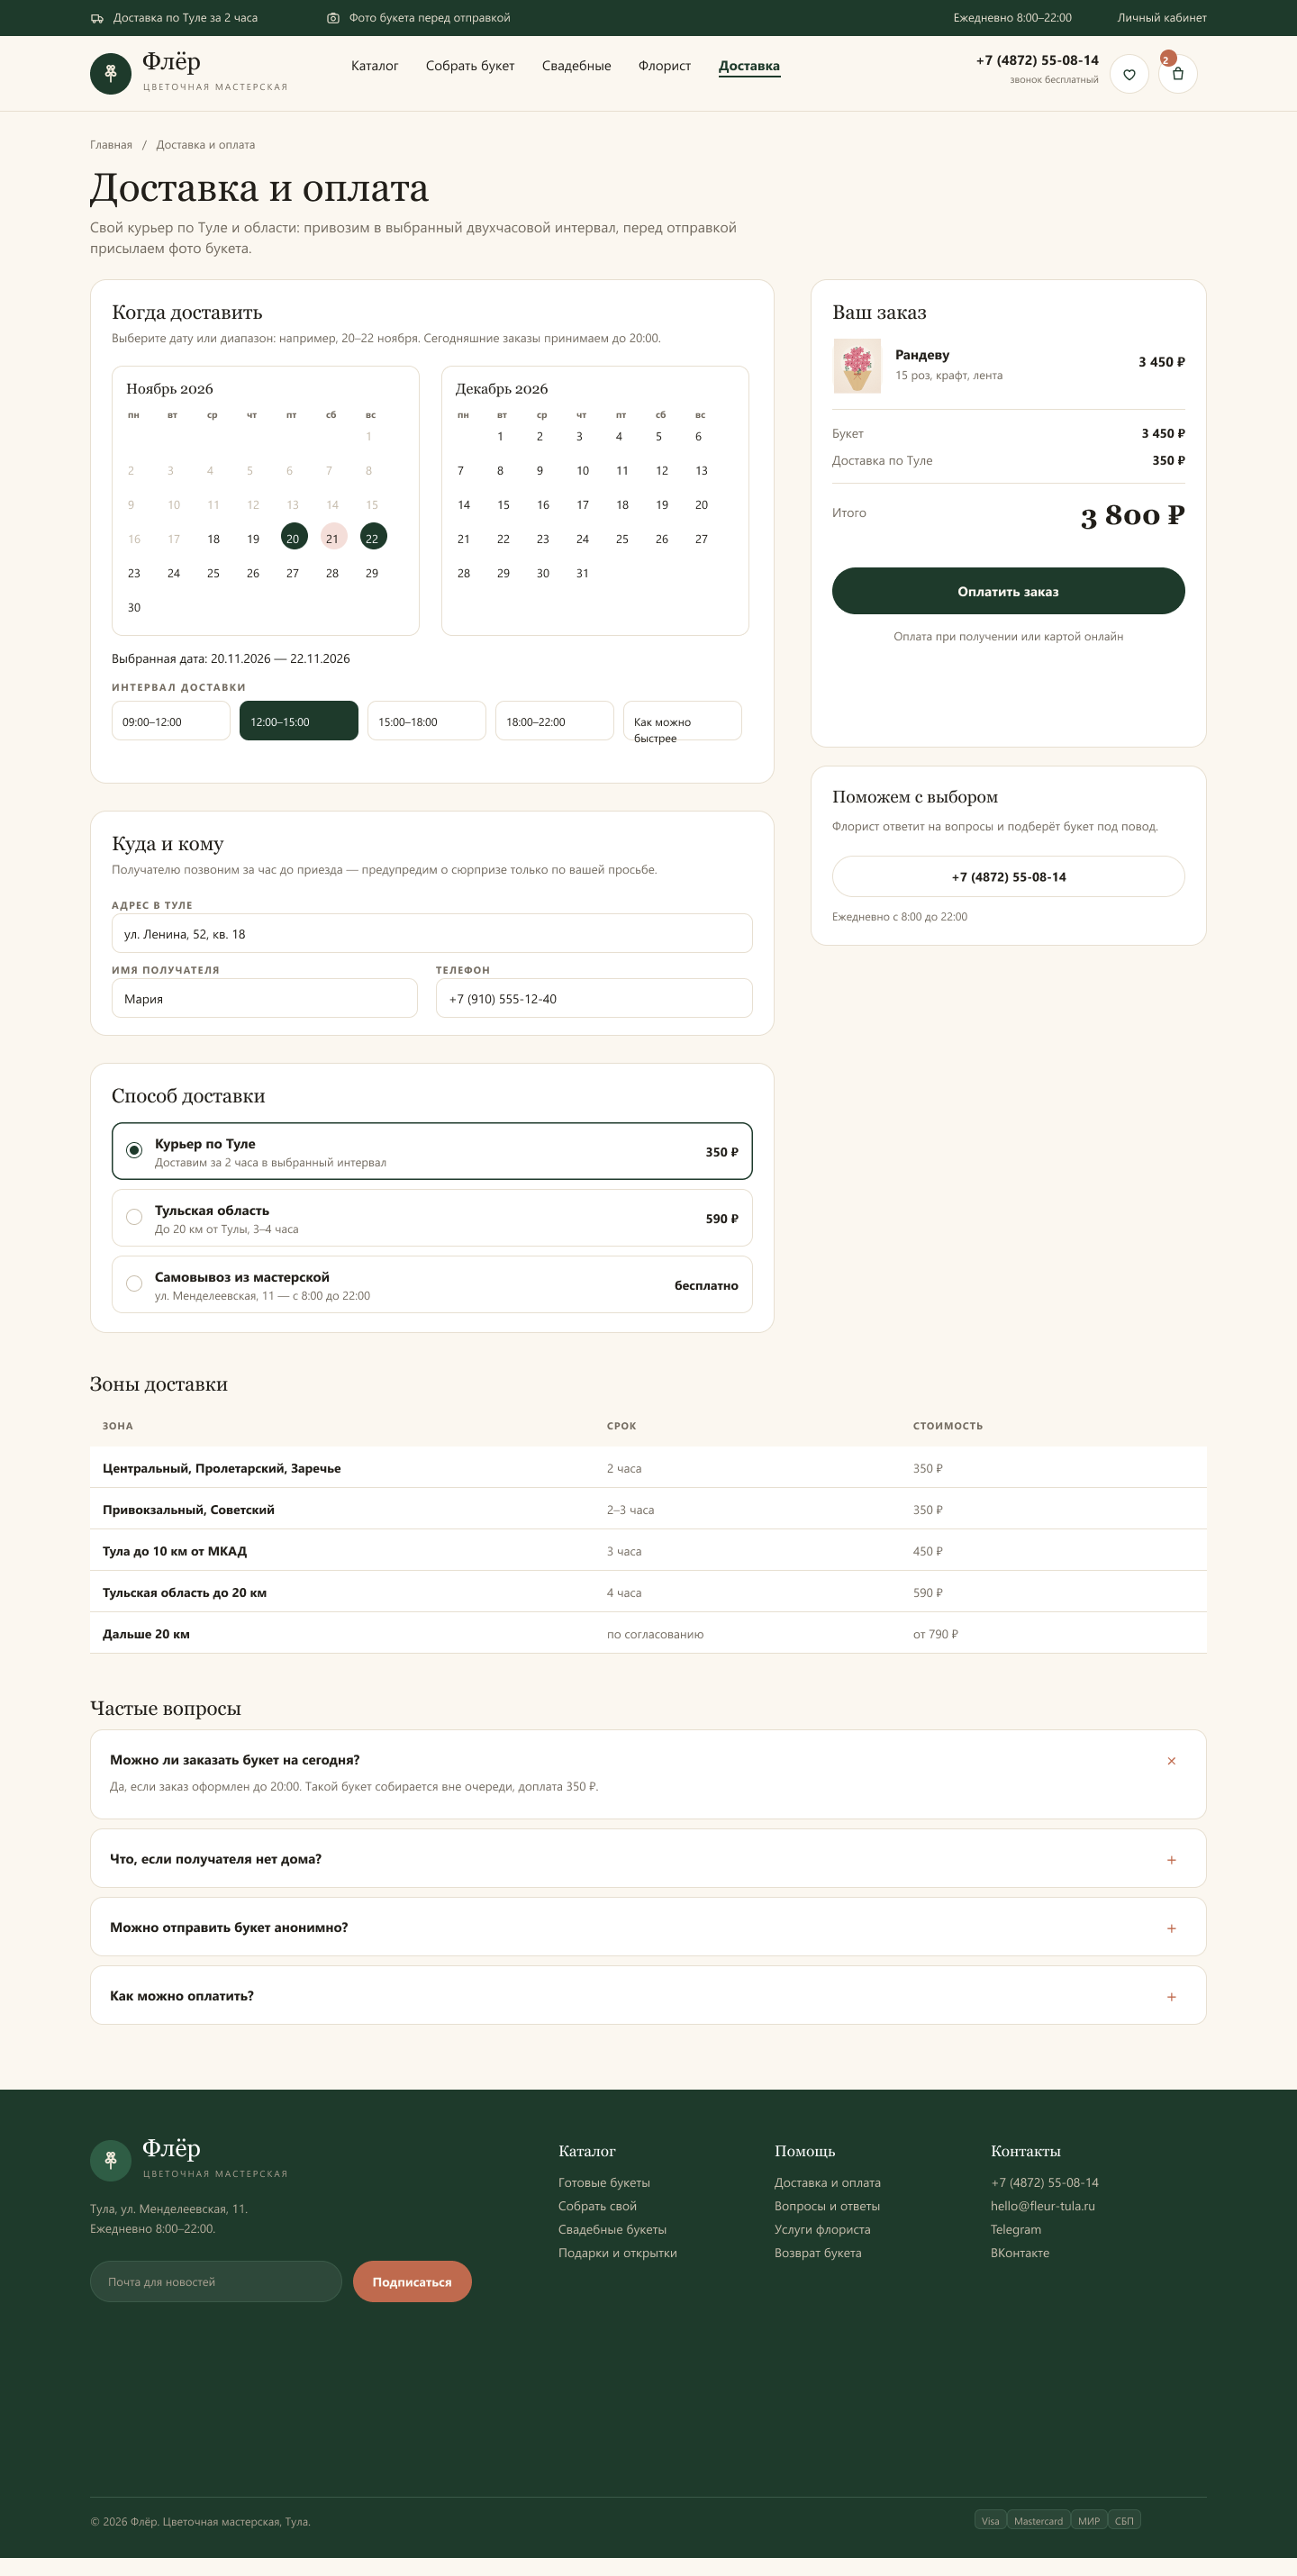 Доставка по Туле за 2 часа
Фото букета перед отправкой
Ежедневно 8:00–22:00
Личный кабинет
Флёр
ЦВЕТОЧНАЯ МАСТЕРСКАЯ
Каталог
Собрать букет
Свадебные
Флорист
Доставка
+7 (4872) 55-08-14
звонок бесплатный
2
Главная / Доставка и оплата
Доставка и оплата
Свой курьер по Туле и области: привозим в выбранный двухчасовой интервал, перед отправкой
присылаем фото букета.
Когда доставить
Выберите дату или диапазон: например, 20–22 ноября. Сегодняшние заказы принимаем до 20:00.
Ноябрь 2026
пн вт ср чт пт сб вс
1
2 3 4 5 6 7 8
9 10 11 12 13 14 15
16 17 18 19 20 21 22
23 24 25 26 27 28 29
30
Декабрь 2026
пн вт ср чт пт сб вс
1 2 3 4 5 6
7 8 9 10 11 12 13
14 15 16 17 18 19 20
21 22 23 24 25 26 27
28 29 30 31
Выбранная дата: 20.11.2026 — 22.11.2026
ИНТЕРВАЛ ДОСТАВКИ
09:00–12:00
12:00–15:00
15:00–18:00
18:00–22:00
Как можно
быстрее
Ваш заказ
Рандеву
15 роз, крафт, лента
3 450 ₽
Букет 3 450 ₽
Доставка по Туле 350 ₽
Итого 3 800 ₽
Оплатить заказ
Оплата при получении или картой онлайн
Поможем с выбором
Флорист ответит на вопросы и подберёт букет под повод.
+7 (4872) 55-08-14
Ежедневно с 8:00 до 22:00
Куда и кому
Получателю позвоним за час до приезда — предупредим о сюрпризе только по вашей просьбе.
АДРЕС В ТУЛЕ
ул. Ленина, 52, кв. 18
ИМЯ ПОЛУЧАТЕЛЯ
Мария
ТЕЛЕФОН
+7 (910) 555-12-40
Способ доставки
Курьер по Туле
Доставим за 2 часа в выбранный интервал
350 ₽
Тульская область
До 20 км от Тулы, 3–4 часа
590 ₽
Самовывоз из мастерской
ул. Менделеевская, 11 — с 8:00 до 22:00
бесплатно
Зоны доставки
ЗОНА СРОК СТОИМОСТЬ
Центральный, Пролетарский, Заречье 2 часа 350 ₽
Привокзальный, Советский 2–3 часа 350 ₽
Тула до 10 км от МКАД 3 часа 450 ₽
Тульская область до 20 км 4 часа 590 ₽
Дальше 20 км по согласованию от 790 ₽
Частые вопросы
Можно ли заказать букет на сегодня?
Да, если заказ оформлен до 20:00. Такой букет собирается вне очереди, доплата 350 ₽.
Что, если получателя нет дома?
Можно отправить букет анонимно?
Как можно оплатить?
Флёр
ЦВЕТОЧНАЯ МАСТЕРСКАЯ
Тула, ул. Менделеевская, 11.
Ежедневно 8:00–22:00.
Почта для новостей
Подписаться
Каталог
Готовые букеты
Собрать свой
Свадебные букеты
Подарки и открытки
Помощь
Доставка и оплата
Вопросы и ответы
Услуги флориста
Возврат букета
Контакты
+7 (4872) 55-08-14
hello@fleur-tula.ru
Telegram
ВКонтакте
© 2026 Флёр. Цветочная мастерская, Тула.
Visa Mastercard МИР СБП